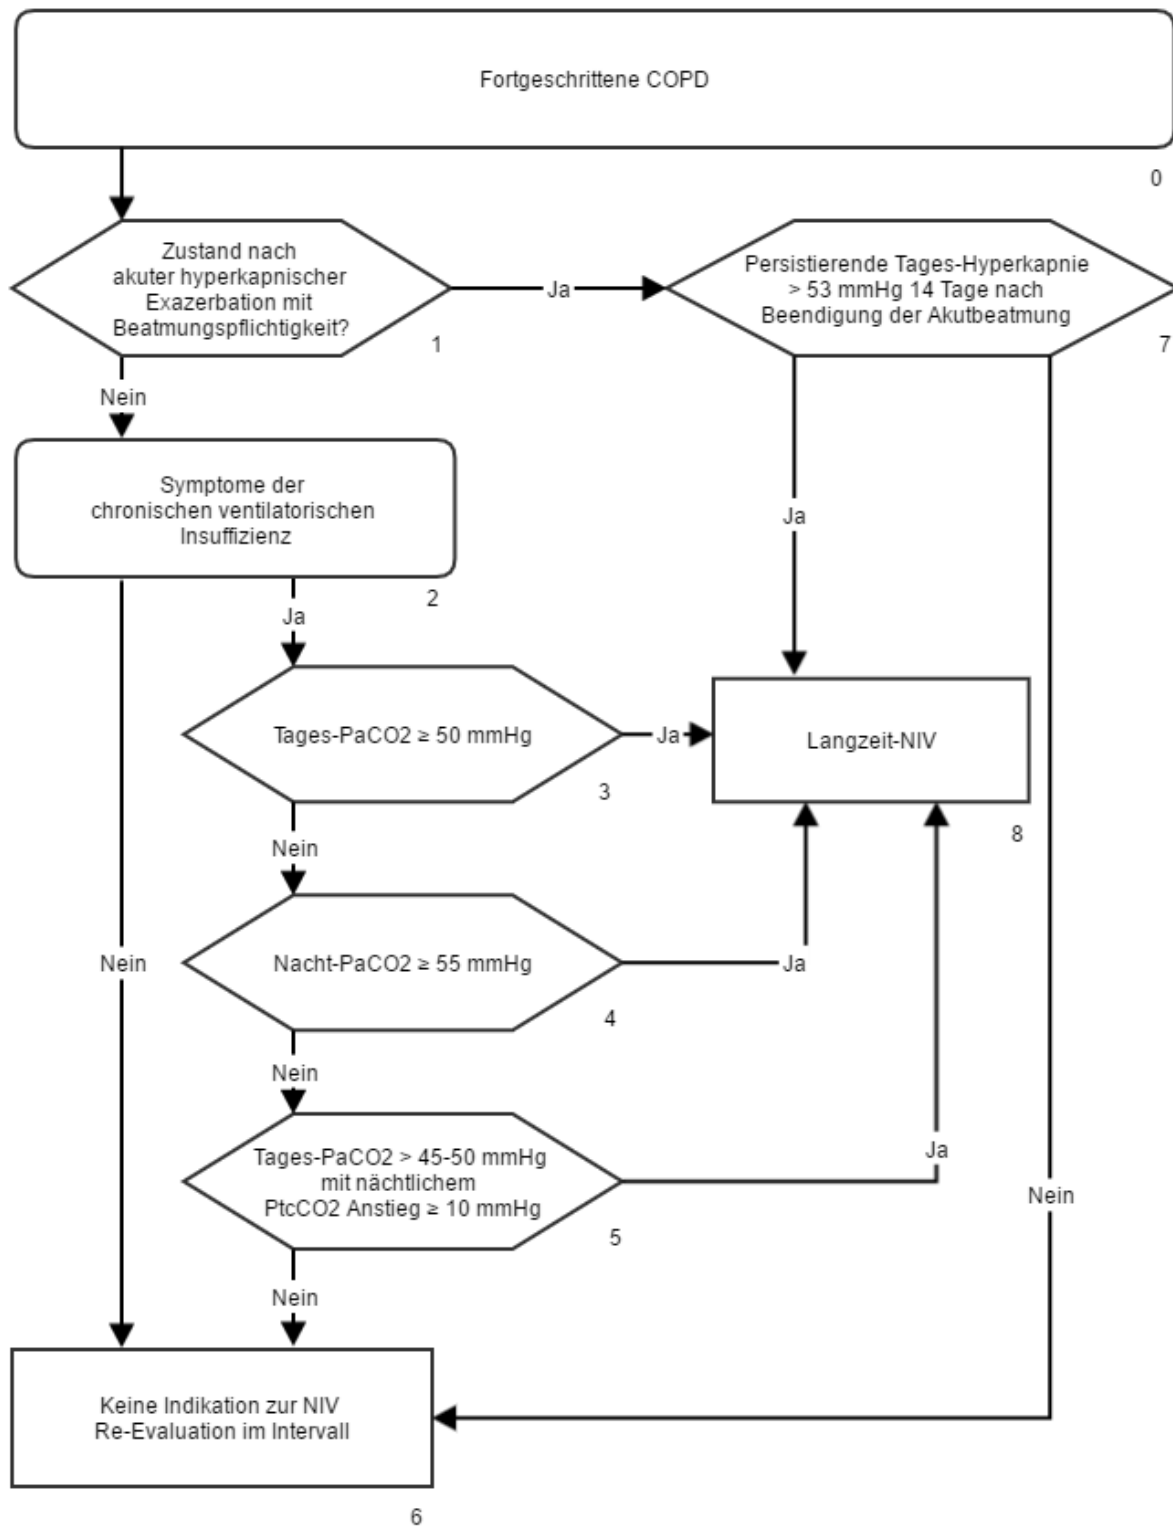 Fortgeschrittene COPD
0
Zustand nach
akuter hyperkapnischer
Exazerbation mit
Beatmungspflichtigkeit?
1
Ja
Persistierende Tages-Hyperkapnie
> 53 mmHg 14 Tage nach
Beendigung der Akutbeatmung
7
Nein
Symptome der
chronischen ventilatorischen
Insuffizienz
2
Ja
Ja
Tages-PaCO2 ≥ 50 mmHg
3
Ja
Langzeit-NIV
8
Nein
Nacht-PaCO2 ≥ 55 mmHg
4
Ja
Nein
Nein
Tages-PaCO2 > 45-50 mmHg
mit nächtlichem
PtcCO2 Anstieg ≥ 10 mmHg
5
Ja
Nein
Nein
Keine Indikation zur NIV
Re-Evaluation im Intervall
6